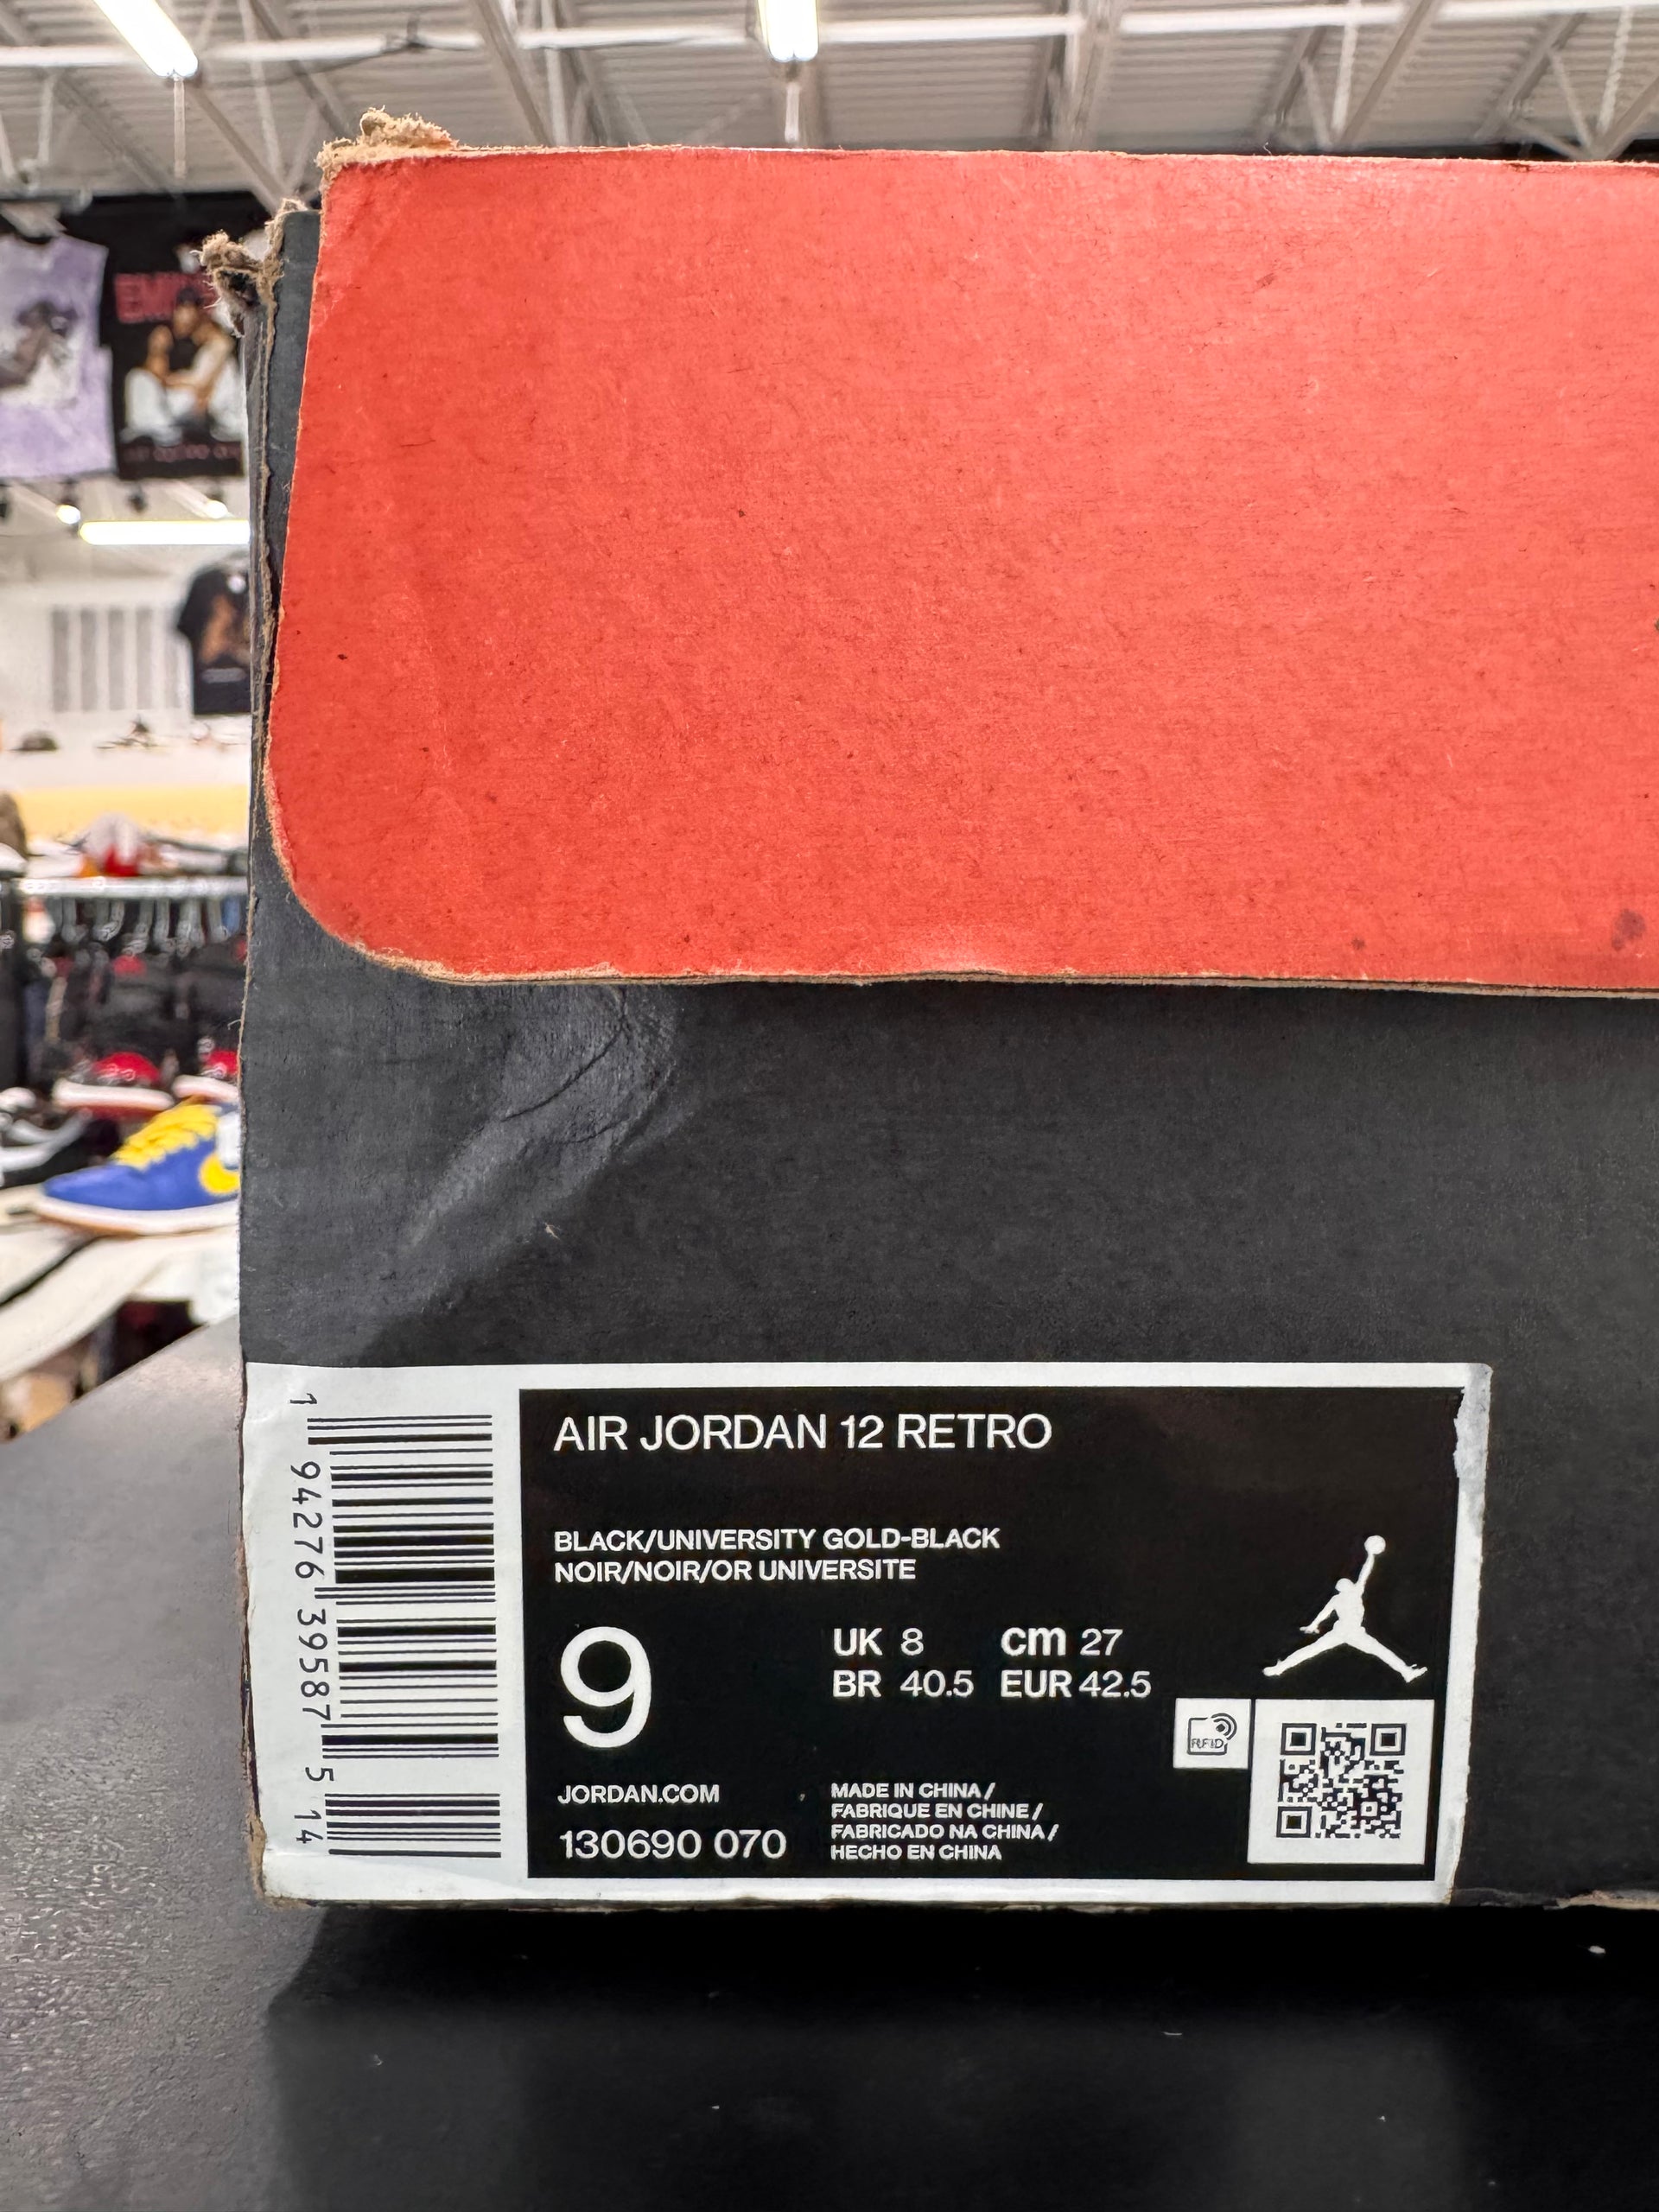 AIR JORDAN 12 RETRO
BLACK/UNIVERSITY GOLD-BLACK
NOIR/NOIR/OR UNIVERSITE
9
UK 8 cm 27
BR 40.5 EUR 42.5
RFID
JORDAN.COM
130690 070
MADE IN CHINA /
FABRIQUE EN CHINE /
FABRICADO NA CHINA /
HECHO EN CHINA
1 94276 39587 5 14